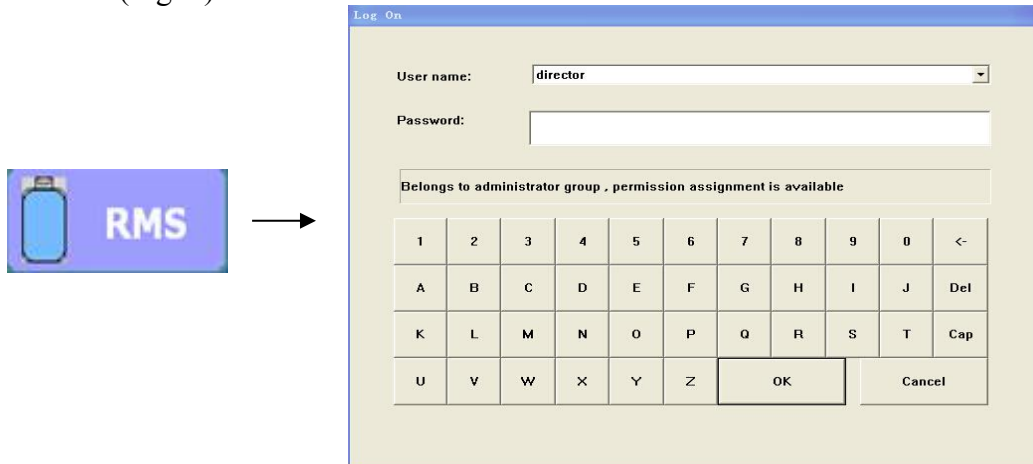 Log On
User name:
director
Password:
Belongs to administrator group , permission assignment is available
RMS
1 2 3 4 5 6 7 8 9 0 <-
A B C D E F G H I J Del
K L M N O P Q R S T Cap
U V W X Y Z OK Cancel